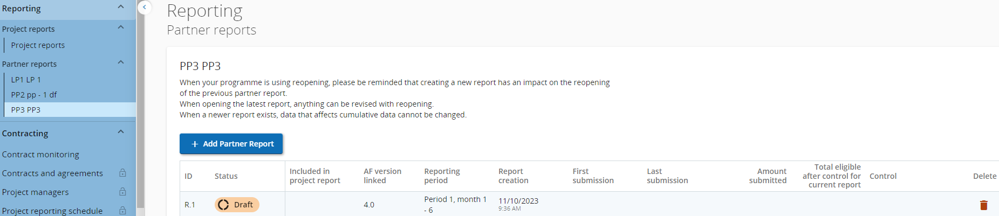 Reporting
Project reports
Project reports
Partner reports
LP1 LP 1
PP2 pp - 1 df
PP3 PP3
Contracting
Contract monitoring
Contracts and agreements
Project managers
Project reporting schedule
Reporting
Partner reports
PP3 PP3
When your programme is using reopening, please be reminded that creating a new report has an impact on the reopening
of the previous partner report.
When opening the latest report, anything can be revised with reopening.
When a newer report exists, data that affects cumulative data cannot be changed.
+ Add Partner Report
ID Status Included in project report AF version linked Reporting period Report creation First submission Last submission Amount submitted Total eligible after control for current report Control Delete
R.1 Draft 4.0 Period 1, month 1 - 6 11/10/2023 9:36 AM